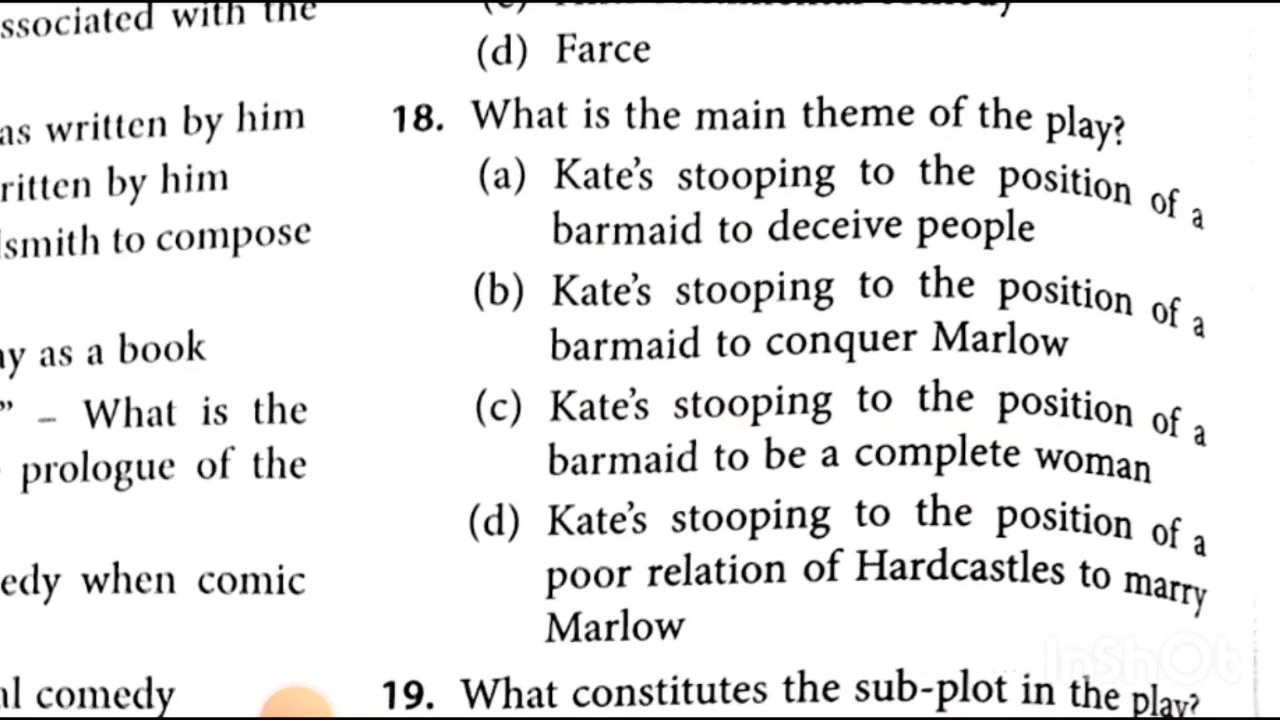 ssociated with the
as written by him
ritten by him
lsmith to compose
ay as a book
” – What is the
prologue of the
edy when comic
al comedy
(d) Farce
18. What is the main theme of the play?
(a) Kate’s stooping to the position of a
barmaid to deceive people
(b) Kate’s stooping to the position of a
barmaid to conquer Marlow
(c) Kate’s stooping to the position of a
barmaid to be a complete woman
(d) Kate’s stooping to the position of a
poor relation of Hardcastles to marry
Marlow
19. What constitutes the sub-plot in the play?
InShOt